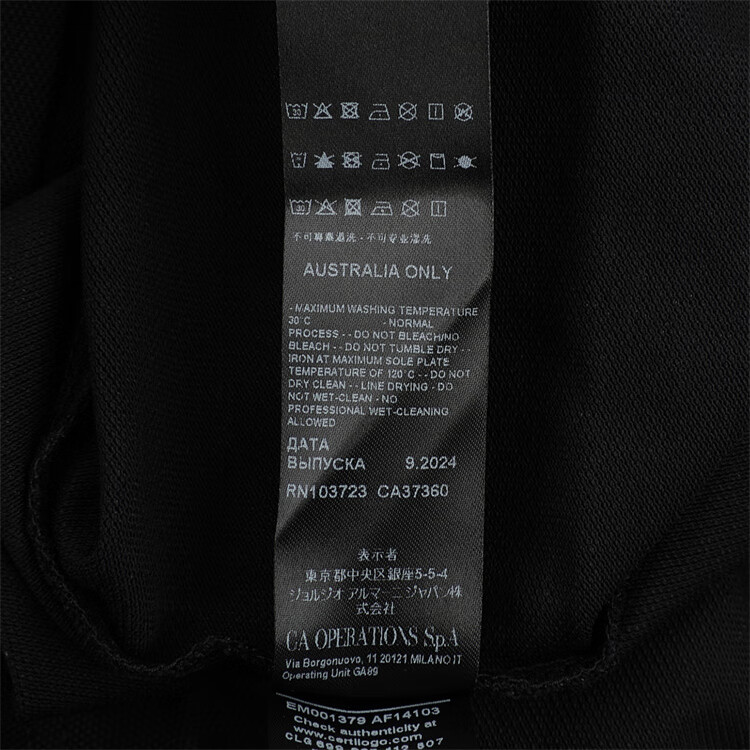 不可專業濕洗 - 不可专业湿洗
AUSTRALIA ONLY
- MAXIMUM WASHING TEMPERATURE
30°C - NORMAL
PROCESS - - DO NOT BLEACH/NO
BLEACH - - DO NOT TUMBLE DRY - -
IRON AT MAXIMUM SOLE PLATE
TEMPERATURE OF 120°C - - DO NOT
DRY CLEAN - - LINE DRYING - DO
NOT WET-CLEAN - NO
PROFESSIONAL WET-CLEANING
ALLOWED
ДАТА
ВЫПУСКА 9.2024
RN103723 CA37360
表示者
東京都中央区銀座5-5-4
ジョルジオ アルマーニ ジャパン株
式会社
GA OPERATIONS S.p.A
Via Borgonuovo, 11 20121 MILANO IT
Operating Unit GA89
EM001379 AF14103
Check authenticity at
www.certilogo.com
CLG